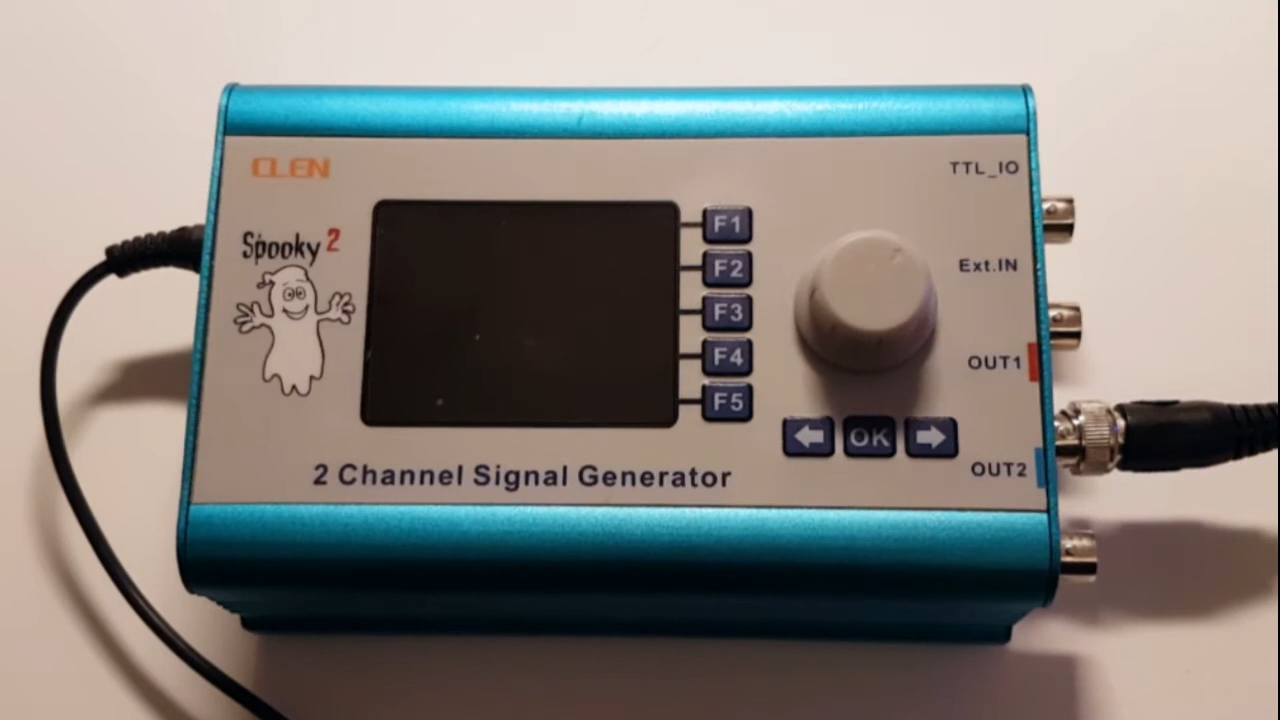 CLEN
Spooky 2
F1
F2
F3
F4
F5
OK
TTL_IO
Ext.IN
OUT1
OUT2
2 Channel Signal Generator